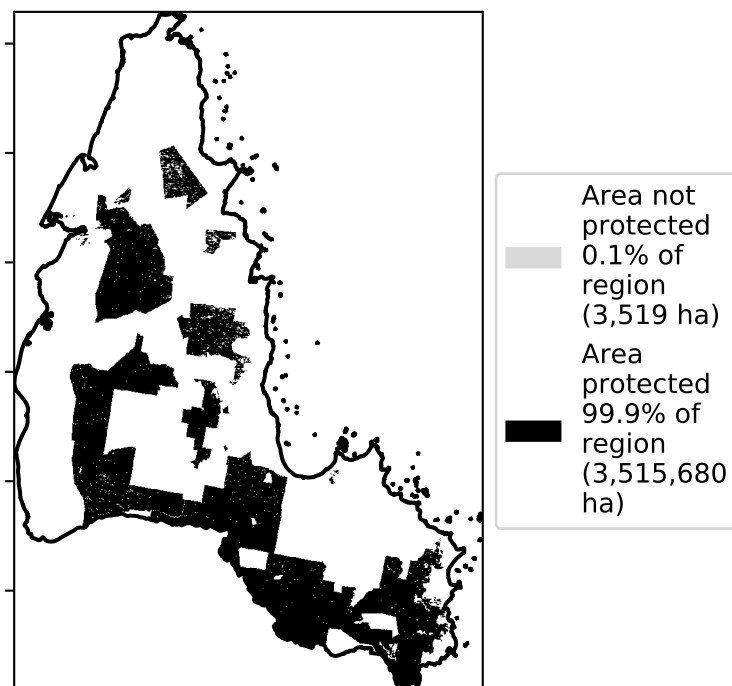 Area not
protected
0.1% of
region
(3,519 ha)
Area
protected
99.9% of
region
(3,515,680
ha)